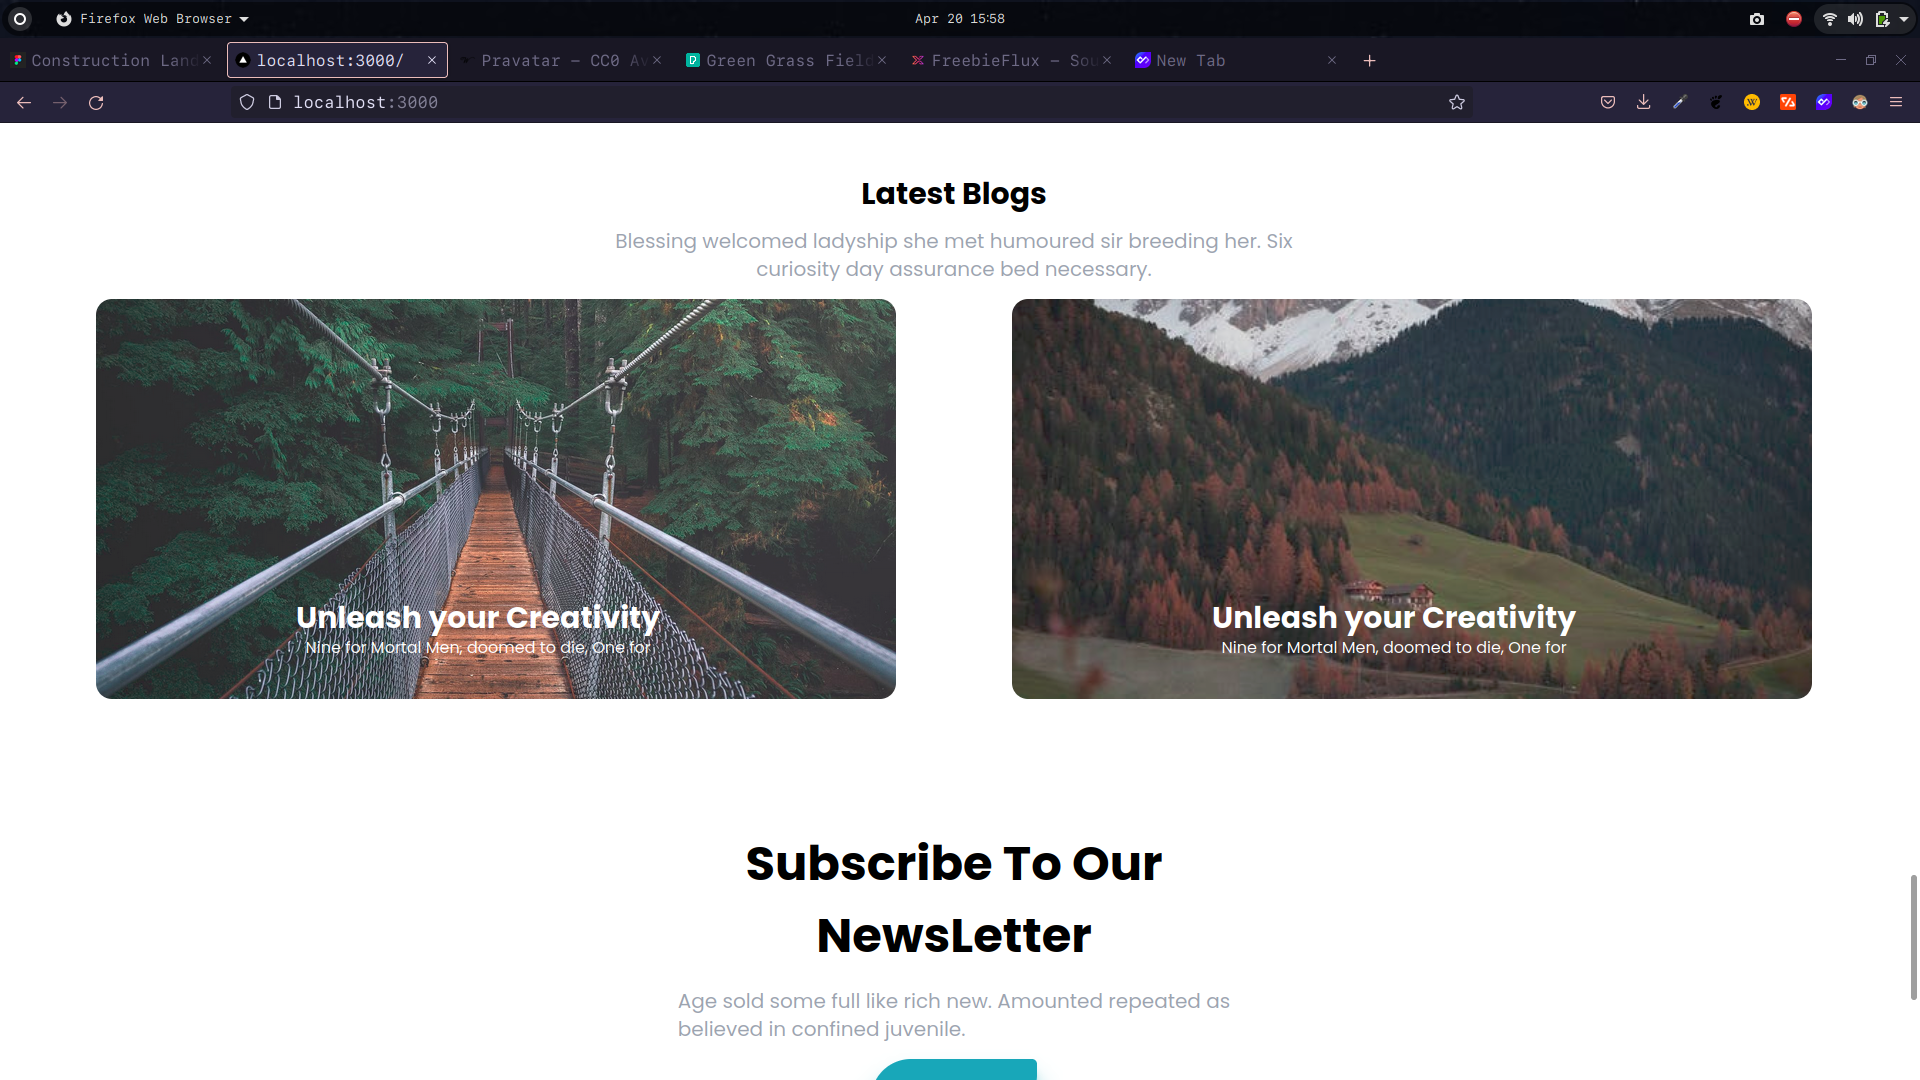 Firefox Web Browser
Apr 20 15:58
Construction Land
localhost:3000/
Pravatar – CC0 Av
Green Grass Field
FreebieFlux – Sou
New Tab
localhost:3000
Latest Blogs
Blessing welcomed ladyship she met humoured sir breeding her. Six
curiosity day assurance bed necessary.
Unleash your Creativity
Nine for Mortal Men, doomed to die, One for
Unleash your Creativity
Nine for Mortal Men, doomed to die, One for
Subscribe To Our
NewsLetter
Age sold some full like rich new. Amounted repeated as
believed in confined juvenile.